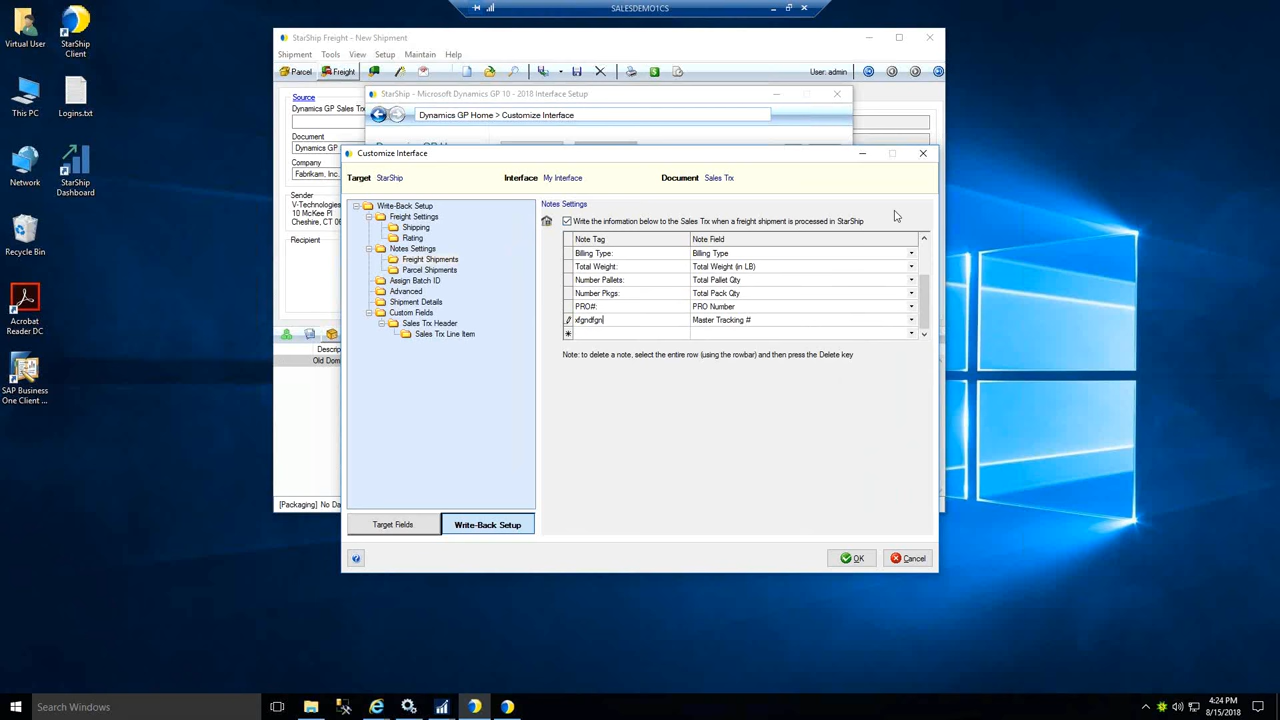 SALESDEMO1CS
Virtual User
StarShip Client
This PC
Logins.txt
Network
StarShip Dashboard
Recycle Bin
Acrobat Reader DC
SAP Business One Client ...
StarShip Freight - New Shipment
Shipment Tools View Setup Maintain Help
Parcel Freight User: admin
Source
Dynamics GP Sales Trx
Document
Dynamics GP
Company
Fabrikam, Inc.
Sender
V-Technologies
10 McKee Pl
Cheshire, CT 06
Recipient
Descrip
Old Dom
[Packaging] No Da
StarShip - Microsoft Dynamics GP 10 - 2018 Interface Setup
Dynamics GP Home > Customize Interface
Customize Interface
Target StarShip Interface My Interface Document Sales Trx
Write-Back Setup
Freight Settings
Shipping
Rating
Notes Settings
Freight Shipments
Parcel Shipments
Assign Batch ID
Advanced
Shipment Details
Custom Fields
Sales Trx Header
Sales Trx Line Item
Target Fields Write-Back Setup
Notes Settings
Write the information below to the Sales Trx when a freight shipment is processed in StarShip
Note Tag Note Field
Billing Type: Billing Type
Total Weight: Total Weight (in LB)
Number Pallets: Total Pallet Qty
Number Pkgs: Total Pack Qty
PRO#: PRO Number
xfgndfgn Master Tracking #
Note: to delete a note, select the entire row (using the rowbar) and then press the Delete key
OK Cancel
Search Windows
4:24 PM
8/15/2018